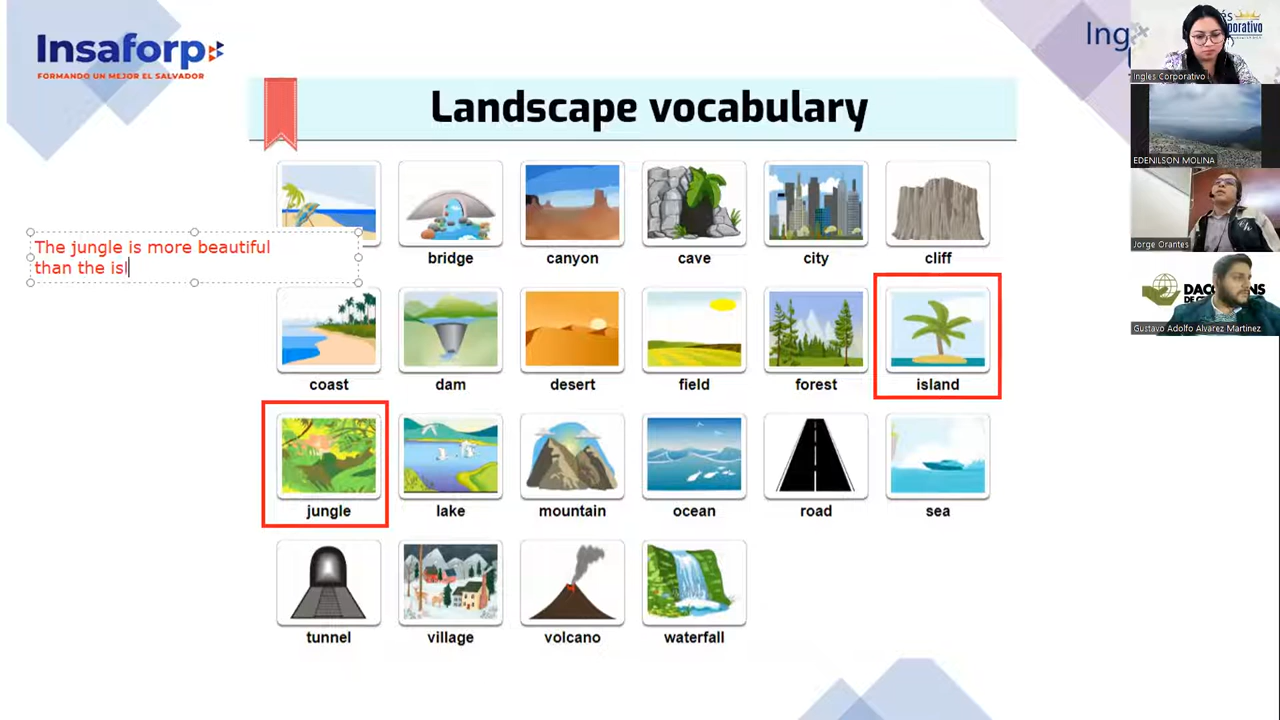 Insaforp
FORMANDO UN MEJOR EL SALVADOR
Landscape vocabulary
Ing
Ingles Corporativo
EDENILSON MOLINA
Jorge Orantes
Gustavo Adolfo Alvarez Martinez
The jungle is more beautiful
than the isl
bridge canyon cave city cliff
coast dam desert field forest island
jungle lake mountain ocean road sea
tunnel village volcano waterfall